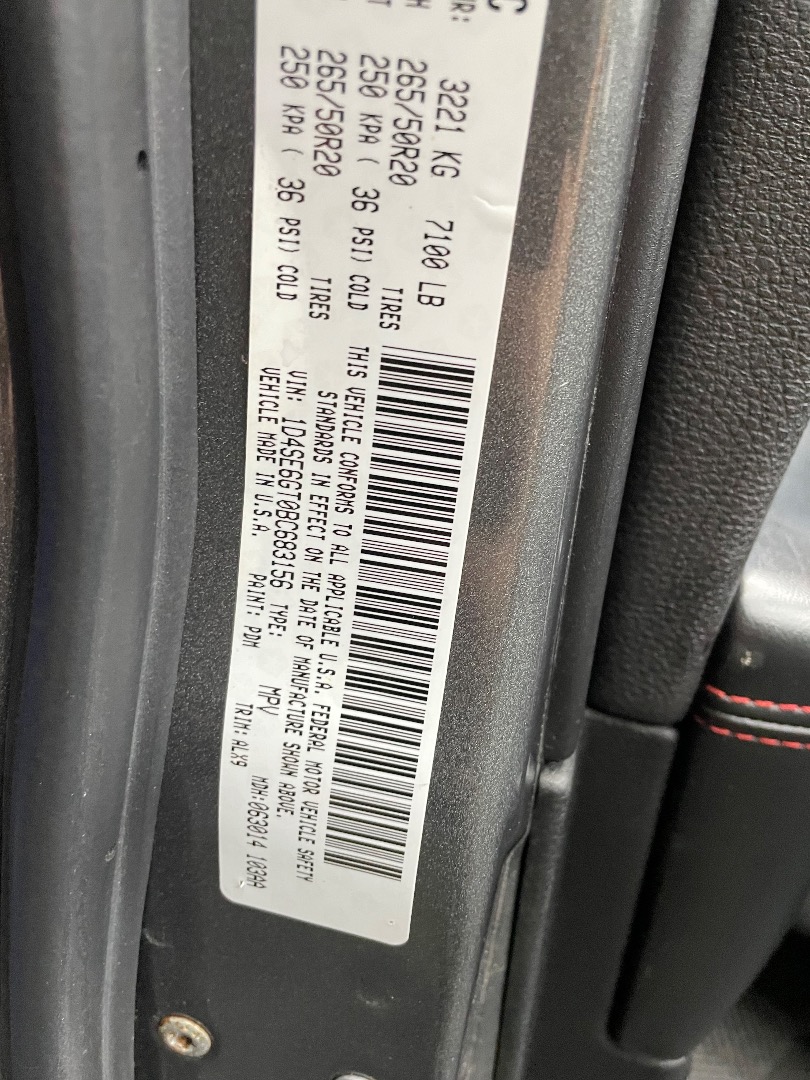 3221 KG 7100 LB
265/50R20 TIRES
250 KPA ( 36 PSI) COLD
265/50R20 TIRES
250 KPA ( 36 PSI) COLD
THIS VEHICLE CONFORMS TO ALL APPLICABLE U.S.A. FEDERAL MOTOR VEHICLE SAFETY
STANDARDS IN EFFECT ON THE DATE OF MANUFACTURE SHOWN ABOVE.
VIN: 1D4SE6GT0BC683156 TYPE: MPV MDH:063014 103AA
VEHICLE MADE IN U.S.A. PAINT: PDM TRIM:ALX9